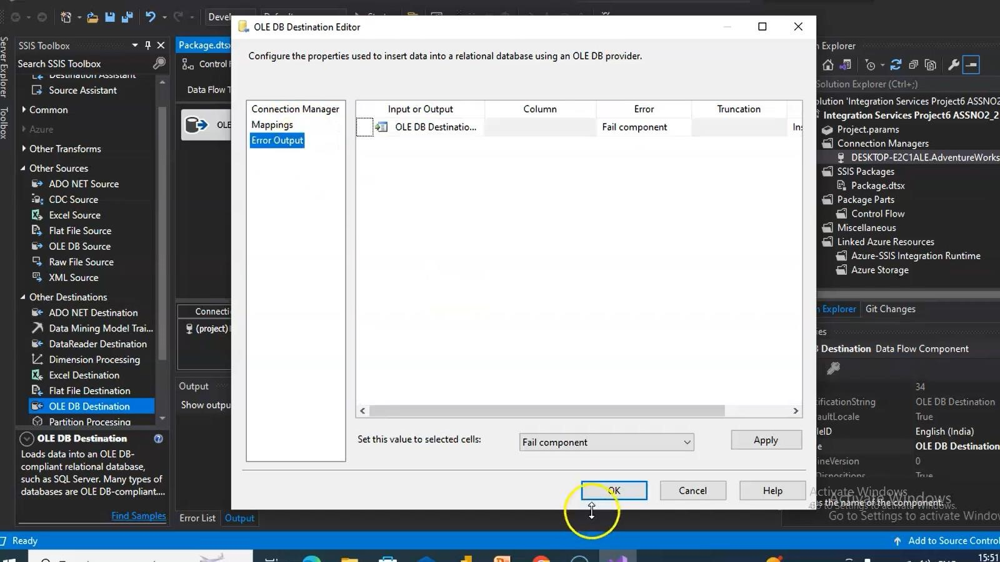 OLE DB Destination Editor
Configure the properties used to insert data into a relational database using an OLE DB provider.
Connection Manager
Mappings
Error Output
Input or Output
Column
Error
Truncation
OLE DB Destinatio...
Fail component
Set this value to selected cells:
Fail component
Apply
OK
Cancel
Help
Server Explorer
Toolbox
SSIS Toolbox
Search SSIS Toolbox
Destination Assistant
Source Assistant
Common
Azure
Other Transforms
Other Sources
ADO NET Source
CDC Source
Excel Source
Flat File Source
OLE DB Source
Raw File Source
XML Source
Other Destinations
ADO NET Destination
Data Mining Model Trai...
DataReader Destination
Dimension Processing
Excel Destination
Flat File Destination
OLE DB Destination
Partition Processing
OLE DB Destination
Loads data into an OLE DB-
compliant relational database,
such as SQL Server. Many types of
databases are OLE DB-compliant....
Find Samples
Package.dtsx
Control F
Data Flow T
OLE
Connecti
(project)
Output
Show outpu
Error List
Output
Explorer
Solution Explorer (Ctrl+;)
olution 'Integration Services Project6 ASSNO2_2
Integration Services Project6 ASSNO2_2
Project.params
Connection Managers
DESKTOP-E2C1ALE.AdventureWorks
SSIS Packages
Package.dtsx
Package Parts
Control Flow
Miscellaneous
Linked Azure Resources
Azure-SSIS Integration Runtime
Azure Storage
n Explorer
Git Changes
Destination Data Flow Component
34
tificationString OLE DB Destination
aultLocale True
leID English (India)
OLE DB Destination
ineVersion 0
Activate Windows
es the name of the component.
Activate Windows
Go to Settings to activate Windows.
Go to Settings to activate Windo
Ready
Add to Source Control
15:51